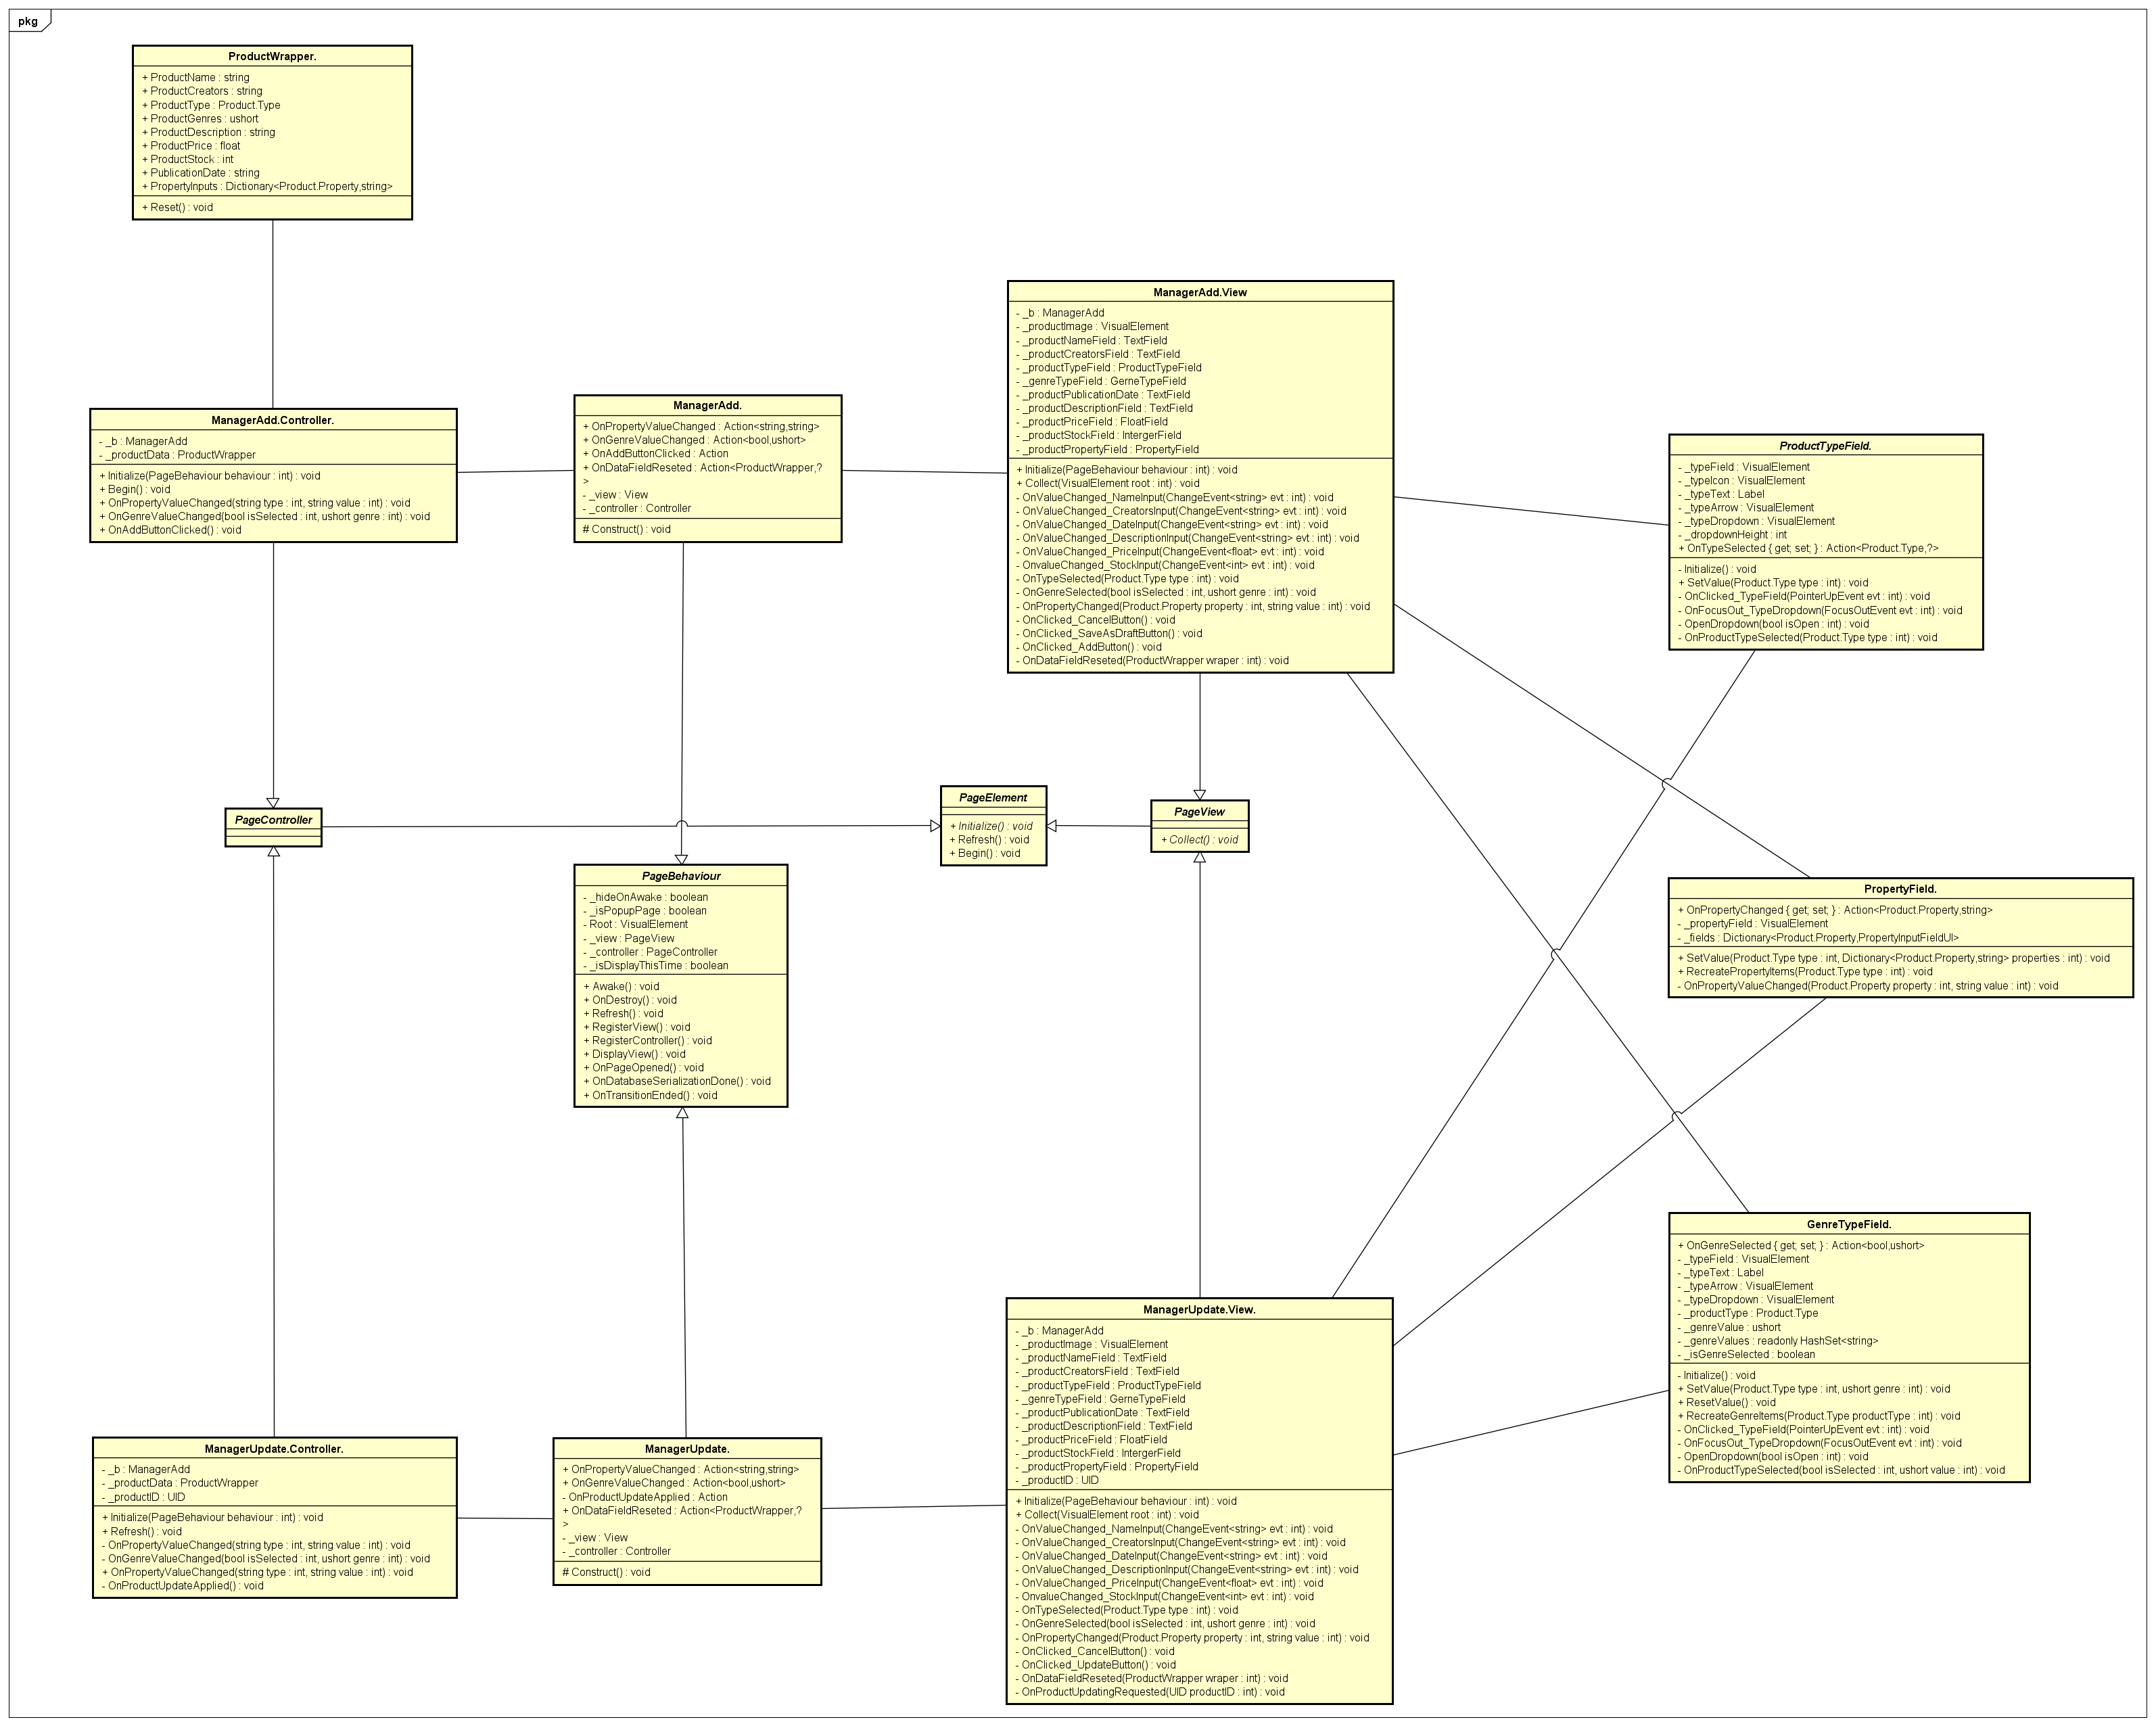 pkg
ProductWrapper.
+ ProductName : string
+ ProductCreators : string
+ ProductType : Product.Type
+ ProductGenres : ushort
+ ProductDescription : string
+ ProductPrice : float
+ ProductStock : int
+ PublicationDate : string
+ PropertyInputs : Dictionary<Product.Property,string>
+ Reset() : void
ManagerAdd.View
- _b : ManagerAdd
- _productImage : VisualElement
- _productNameField : TextField
- _productCreatorsField : TextField
- _productTypeField : ProductTypeField
- _genreTypeField : GerneTypeField
- _productPublicationDate : TextField
- _productDescriptionField : TextField
- _productPriceField : FloatField
- _productStockField : IntergerField
- _productPropertyField : PropertyField
+ Initialize(PageBehaviour behaviour : int) : void
+ Collect(VisualElement root : int) : void
- OnValueChanged_NameInput(ChangeEvent<string> evt : int) : void
- OnValueChanged_CreatorsInput(ChangeEvent<string> evt : int) : void
- OnValueChanged_DateInput(ChangeEvent<string> evt : int) : void
- OnValueChanged_DescriptionInput(ChangeEvent<string> evt : int) : void
- OnValueChanged_PriceInput(ChangeEvent<float> evt : int) : void
- OnvalueChanged_StockInput(ChangeEvent<int> evt : int) : void
- OnTypeSelected(Product.Type type : int) : void
- OnGenreSelected(bool isSelected : int, ushort genre : int) : void
- OnPropertyChanged(Product.Property property : int, string value : int) : void
- OnClicked_CancelButton() : void
- OnClicked_SaveAsDraftButton() : void
- OnClicked_AddButton() : void
- OnDataFieldReseted(ProductWrapper wraper : int) : void
ManagerAdd.Controller.
- _b : ManagerAdd
- _productData : ProductWrapper
+ Initialize(PageBehaviour behaviour : int) : void
+ Begin() : void
+ OnPropertyValueChanged(string type : int, string value : int) : void
+ OnGenreValueChanged(bool isSelected : int, ushort genre : int) : void
+ OnAddButtonClicked() : void
ManagerAdd.
+ OnPropertyValueChanged : Action<string,string>
+ OnGenreValueChanged : Action<bool,ushort>
+ OnAddButtonClicked : Action
+ OnDataFieldReseted : Action<ProductWrapper,?
>
- _view : View
- _controller : Controller
# Construct() : void
ProductTypeField.
- _typeField : VisualElement
- _typeIcon : VisualElement
- _typeText : Label
- _typeArrow : VisualElement
- _typeDropdown : VisualElement
- _dropdownHeight : int
+ OnTypeSelected { get; set; } : Action<Product.Type,?>
- Initialize() : void
+ SetValue(Product.Type type : int) : void
- OnClicked_TypeField(PointerUpEvent evt : int) : void
- OnFocusOut_TypeDropdown(FocusOutEvent evt : int) : void
- OpenDropdown(bool isOpen : int) : void
- OnProductTypeSelected(Product.Type type : int) : void
PageController
PageElement
+ Initialize() : void
+ Refresh() : void
+ Begin() : void
PageView
+ Collect() : void
PageBehaviour
- _hideOnAwake : boolean
- _isPopupPage : boolean
- Root : VisualElement
- _view : PageView
- _controller : PageController
- _isDisplayThisTime : boolean
+ Awake() : void
+ OnDestroy() : void
+ Refresh() : void
+ RegisterView() : void
+ RegisterController() : void
+ DisplayView() : void
+ OnPageOpened() : void
+ OnDatabaseSerializationDone() : void
+ OnTransitionEnded() : void
PropertyField.
+ OnPropertyChanged { get; set; } : Action<Product.Property,string>
- _propertyField : VisualElement
- _fields : Dictionary<Product.Property,PropertyInputFieldUI>
+ SetValue(Product.Type type : int, Dictionary<Product.Property,string> properties : int) : void
+ RecreatePropertyItems(Product.Type type : int) : void
- OnPropertyValueChanged(Product.Property property : int, string value : int) : void
GenreTypeField.
+ OnGenreSelected { get; set; } : Action<bool,ushort>
- _typeField : VisualElement
- _typeText : Label
- _typeArrow : VisualElement
- _typeDropdown : VisualElement
- _productType : Product.Type
- _genreValue : ushort
- _genreValues : readonly HashSet<string>
- _isGenreSelected : boolean
- Initialize() : void
+ SetValue(Product.Type type : int, ushort genre : int) : void
+ ResetValue() : void
+ RecreateGenreItems(Product.Type productType : int) : void
- OnClicked_TypeField(PointerUpEvent evt : int) : void
- OnFocusOut_TypeDropdown(FocusOutEvent evt : int) : void
- OpenDropdown(bool isOpen : int) : void
- OnProductTypeSelected(bool isSelected : int, ushort value : int) : void
ManagerUpdate.View.
- _b : ManagerAdd
- _productImage : VisualElement
- _productNameField : TextField
- _productCreatorsField : TextField
- _productTypeField : ProductTypeField
- _genreTypeField : GerneTypeField
- _productPublicationDate : TextField
- _productDescriptionField : TextField
- _productPriceField : FloatField
- _productStockField : IntergerField
- _productPropertyField : PropertyField
- _productID : UID
+ Initialize(PageBehaviour behaviour : int) : void
+ Collect(VisualElement root : int) : void
- OnValueChanged_NameInput(ChangeEvent<string> evt : int) : void
- OnValueChanged_CreatorsInput(ChangeEvent<string> evt : int) : void
- OnValueChanged_DateInput(ChangeEvent<string> evt : int) : void
- OnValueChanged_DescriptionInput(ChangeEvent<string> evt : int) : void
- OnValueChanged_PriceInput(ChangeEvent<float> evt : int) : void
- OnvalueChanged_StockInput(ChangeEvent<int> evt : int) : void
- OnTypeSelected(Product.Type type : int) : void
- OnGenreSelected(bool isSelected : int, ushort genre : int) : void
- OnPropertyChanged(Product.Property property : int, string value : int) : void
- OnClicked_CancelButton() : void
- OnClicked_UpdateButton() : void
- OnDataFieldReseted(ProductWrapper wraper : int) : void
- OnProductUpdatingRequested(UID productID : int) : void
ManagerUpdate.Controller.
- _b : ManagerAdd
- _productData : ProductWrapper
- _productID : UID
+ Initialize(PageBehaviour behaviour : int) : void
+ Refresh() : void
- OnPropertyValueChanged(string type : int, string value : int) : void
- OnGenreValueChanged(bool isSelected : int, ushort genre : int) : void
+ OnPropertyValueChanged(string type : int, string value : int) : void
- OnProductUpdateApplied() : void
ManagerUpdate.
+ OnPropertyValueChanged : Action<string,string>
+ OnGenreValueChanged : Action<bool,ushort>
- OnProductUpdateApplied : Action
+ OnDataFieldReseted : Action<ProductWrapper,?
>
- _view : View
- _controller : Controller
# Construct() : void